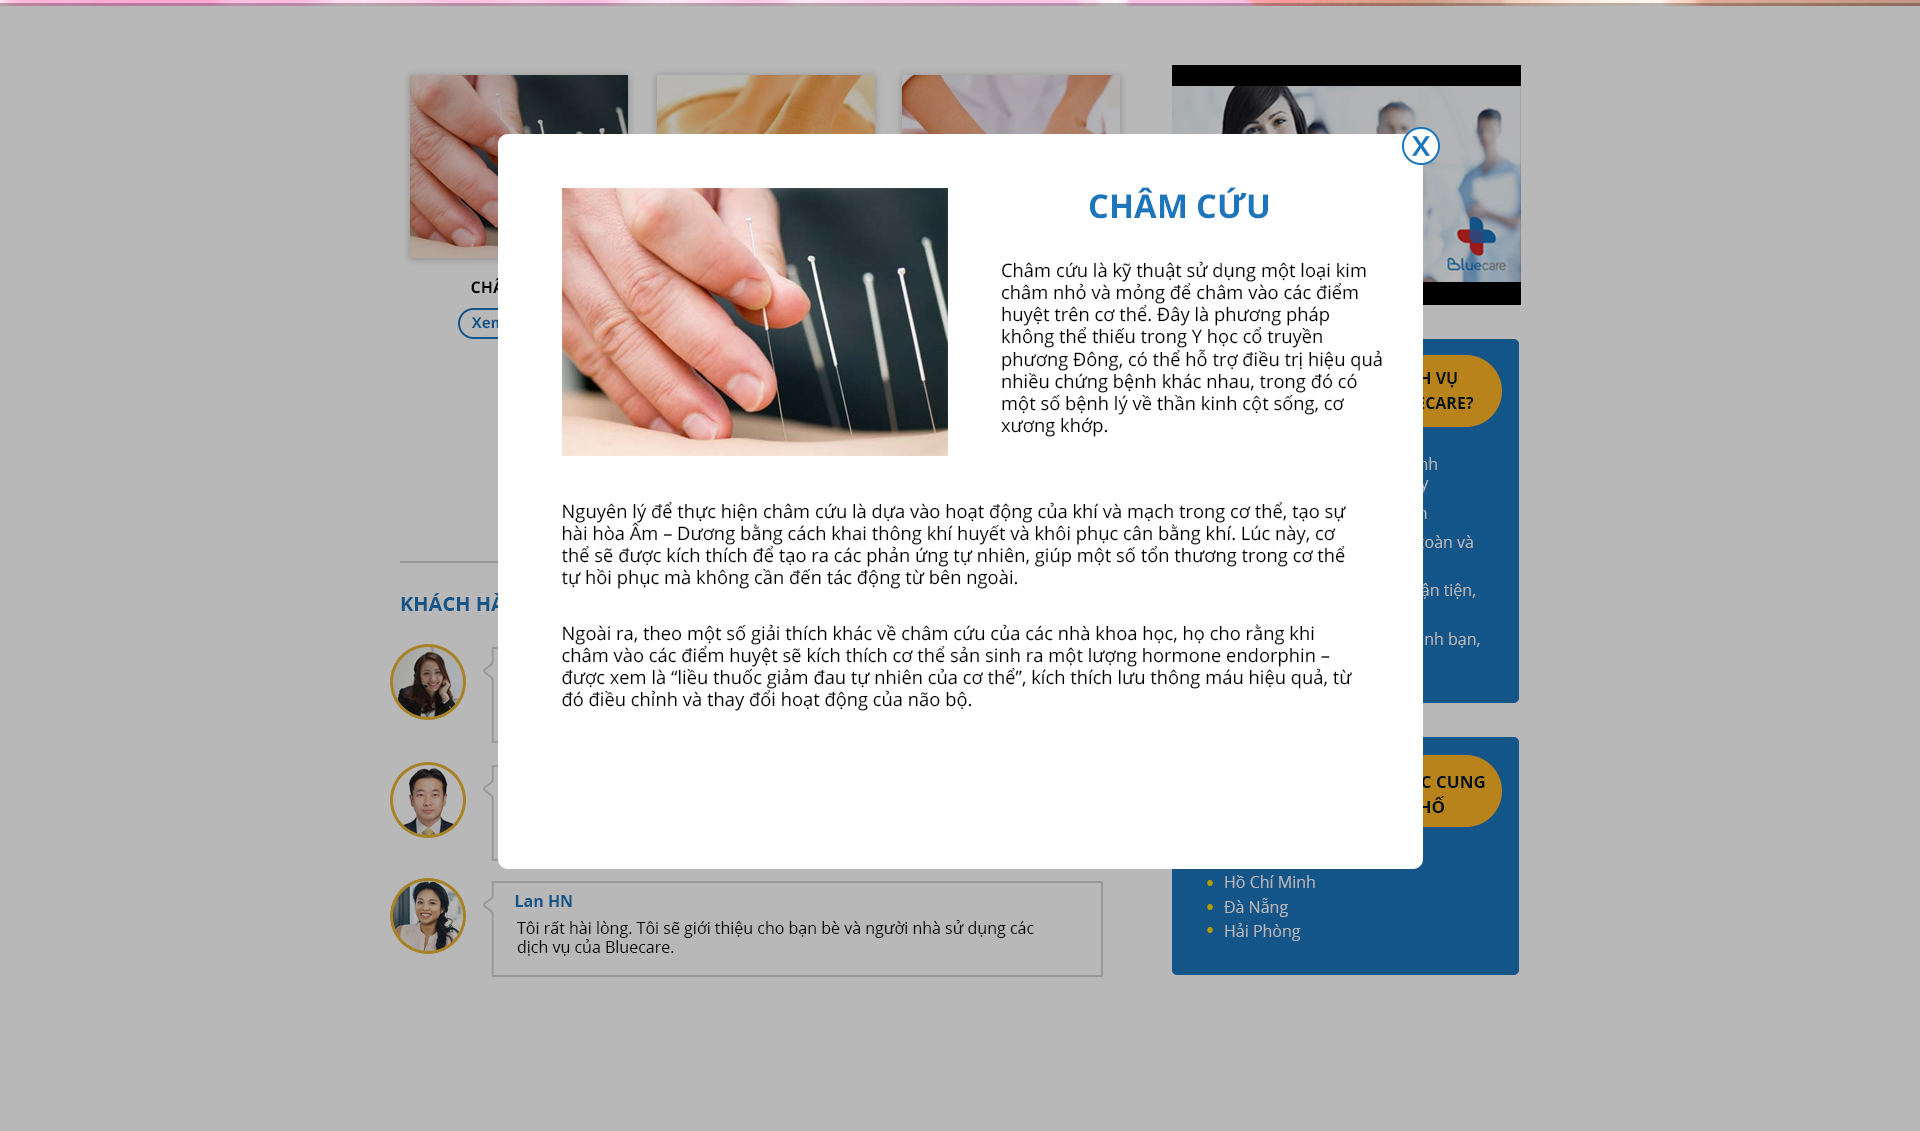 X
CHÂM CỨU
Châm cứu là kỹ thuật sử dụng một loại kim
châm nhỏ và mỏng để châm vào các điểm
huyệt trên cơ thể. Đây là phương pháp
không thể thiếu trong Y học cổ truyền
phương Đông, có thể hỗ trợ điều trị hiệu quả
nhiều chứng bệnh khác nhau, trong đó có
một số bệnh lý về thần kinh cột sống, cơ
xương khớp.
Nguyên lý để thực hiện châm cứu là dựa vào hoạt động của khí và mạch trong cơ thể, tạo sự
hài hòa Âm – Dương bằng cách khai thông khí huyết và khôi phục cân bằng khí. Lúc này, cơ
thể sẽ được kích thích để tạo ra các phản ứng tự nhiên, giúp một số tổn thương trong cơ thể
tự hồi phục mà không cần đến tác động từ bên ngoài.
Ngoài ra, theo một số giải thích khác về châm cứu của các nhà khoa học, họ cho rằng khi
châm vào các điểm huyệt sẽ kích thích cơ thể sản sinh ra một lượng hormone endorphin –
được xem là “liều thuốc giảm đau tự nhiên của cơ thể”, kích thích lưu thông máu hiệu quả, từ
đó điều chỉnh và thay đổi hoạt động của não bộ.
KHÁCH
Lan HN
Tôi rất hài lòng. Tôi sẽ giới thiệu cho bạn bè và người nhà sử dụng các
dịch vụ của Bluecare.
Bluecare
VỤ
toàn và
tiện,
bạn,
CUNG
Hồ Chí Minh
Đà Nẵng
Hải Phòng